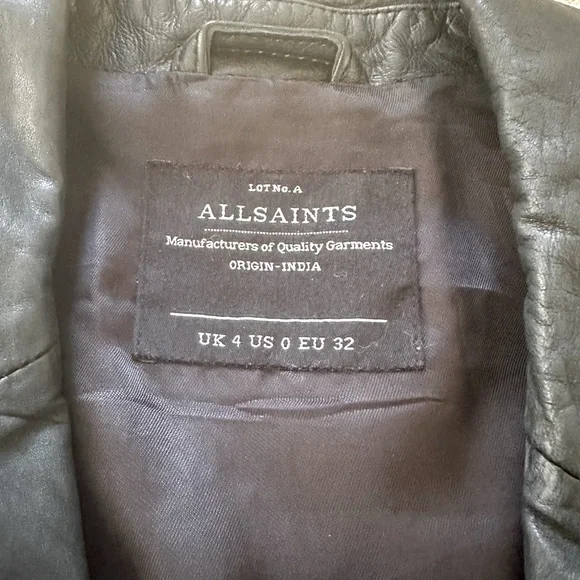 LOT No. A
ALLSAINTS
Manufacturers of Quality Garments
ORIGIN-INDIA
UK 4 US 0 EU 32